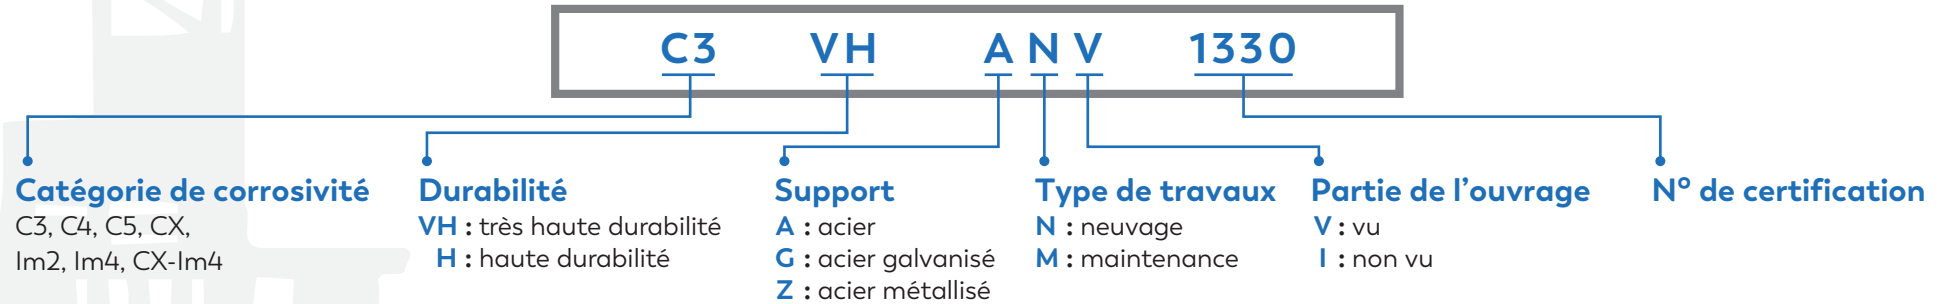 C3 VH A N V 1330
Catégorie de corrosivité
C3, C4, C5, CX,
Im2, Im4, CX-Im4
Durabilité
VH : très haute durabilité
H : haute durabilité
Support
A : acier
G : acier galvanisé
Z : acier métallisé
Type de travaux
N : neuvage
M : maintenance
Partie de l’ouvrage
V : vu
I : non vu
N° de certification